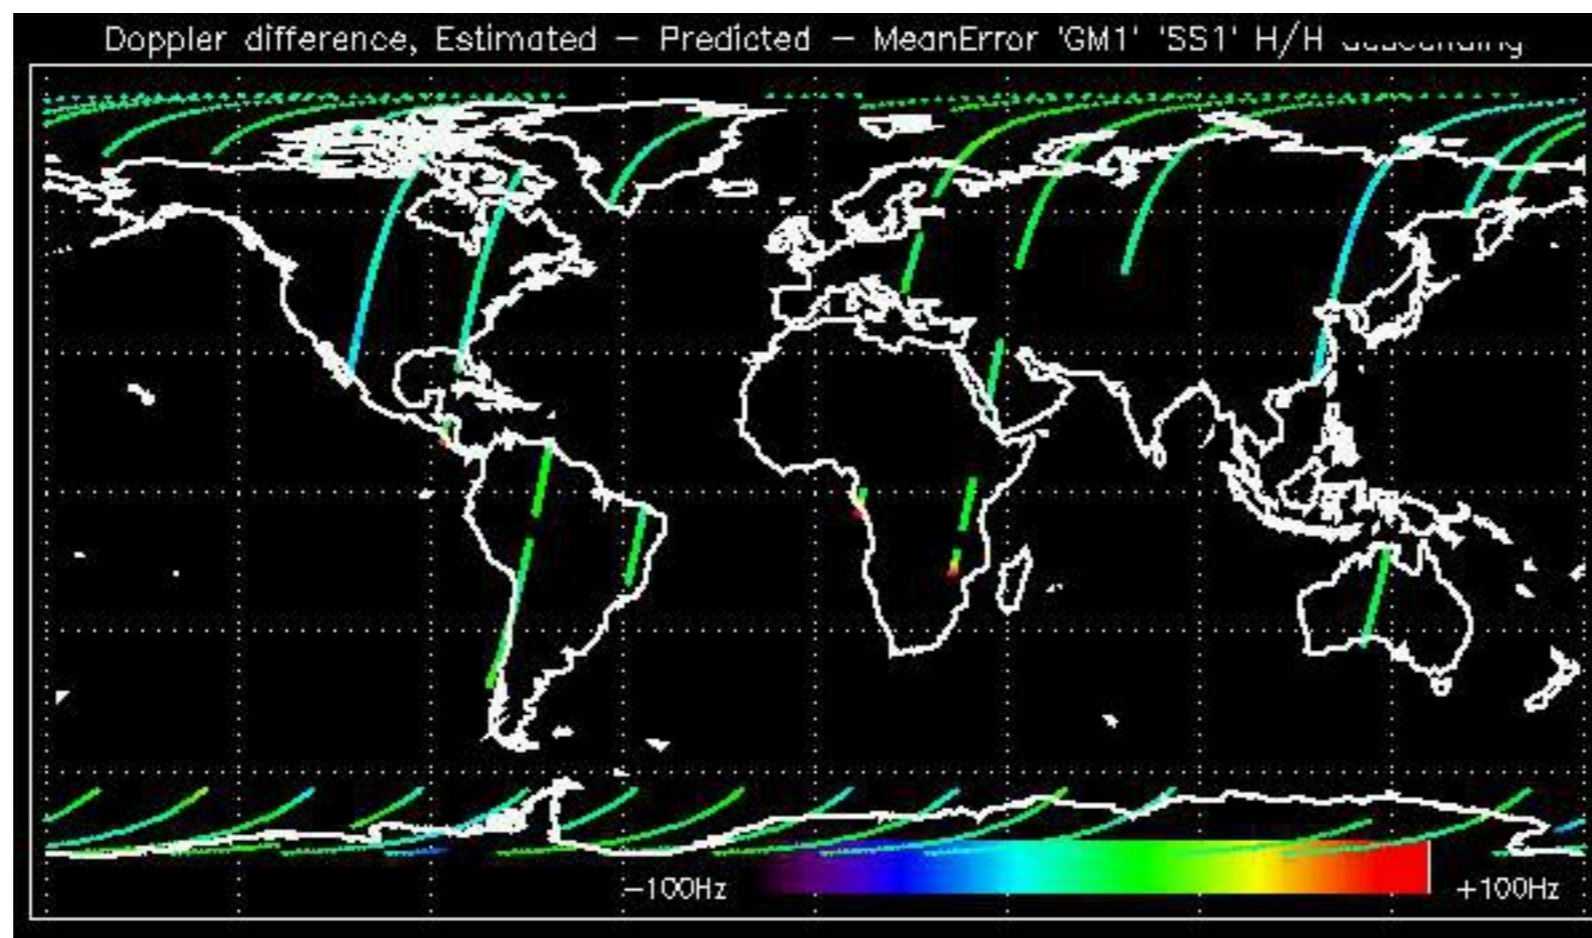 Doppler difference, Estimated – Predicted – MeanError 'GM1' 'SS1' H/H
–100Hz
+100Hz